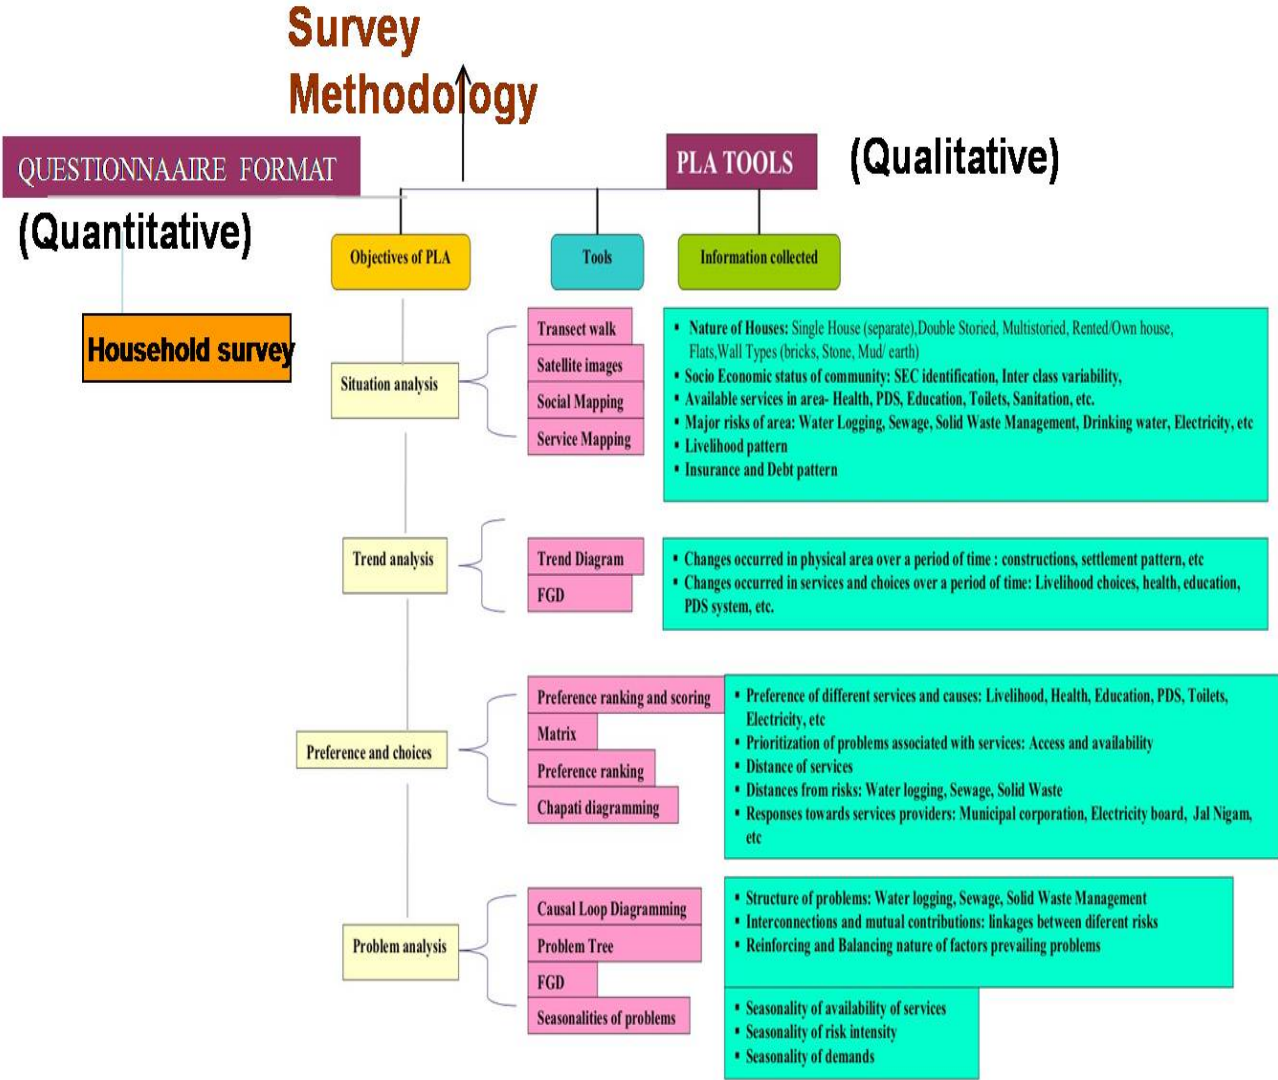 Survey
Methodology
QUESTIONNAAIRE FORMAT
(Quantitative)
Household survey
PLA TOOLS
(Qualitative)
Objectives of PLA
Tools
Information collected
Situation analysis
Transect walk
Satellite images
Social Mapping
Service Mapping
▪ Nature of Houses: Single House (separate),Double Storied, Multistoried, Rented/Own house,
Flats,Wall Types (bricks, Stone, Mud/ earth)
▪ Socio Economic status of community: SEC identification, Inter class variability,
▪ Available services in area- Health, PDS, Education, Toilets, Sanitation, etc.
▪ Major risks of area: Water Logging, Sewage, Solid Waste Management, Drinking water, Electricity, etc
▪ Livelihood pattern
▪ Insurance and Debt pattern
Trend analysis
Trend Diagram
FGD
▪ Changes occurred in physical area over a period of time : constructions, settlement pattern, etc
▪ Changes occurred in services and choices over a period of time: Livelihood choices, health, education,
PDS system, etc.
Preference and choices
Preference ranking and scoring
Matrix
Preference ranking
Chapati diagramming
▪ Preference of different services and causes: Livelihood, Health, Education, PDS, Toilets,
Electricity, etc
▪ Prioritization of problems associated with services: Access and availability
▪ Distance of services
▪ Distances from risks: Water logging, Sewage, Solid Waste
▪ Responses towards services providers: Municipal corporation, Electricity board, Jal Nigam,
etc
Problem analysis
Causal Loop Diagramming
Problem Tree
FGD
Seasonalities of problems
▪ Structure of problems: Water logging, Sewage, Solid Waste Management
▪ Interconnections and mutual contributions: linkages between diferent risks
▪ Reinforcing and Balancing nature of factors prevailing problems
▪ Seasonality of availability of services
▪ Seasonality of risk intensity
▪ Seasonality of demands